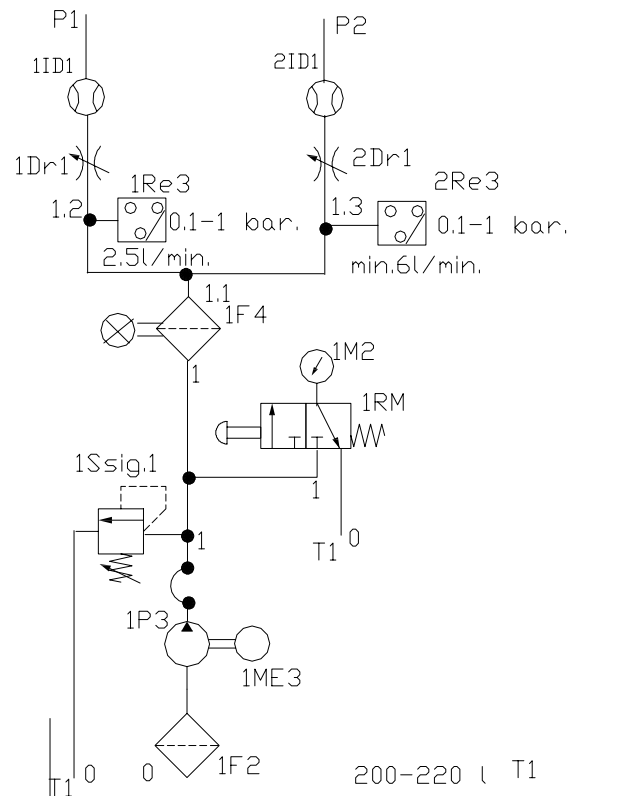 P1
P2
1ID1
2ID1
1Dr1
2Dr1
1Re3
2Re3
1.2
1.3
0.1-1 bar.
0.1-1 bar.
2.5l/min.
min.6l/min.
1.1
1F4
1M2
1
1RM
1Ssig.1
1
1
0
T1
1P3
1ME3
1F2
T1 0
0
200-220 l
T1